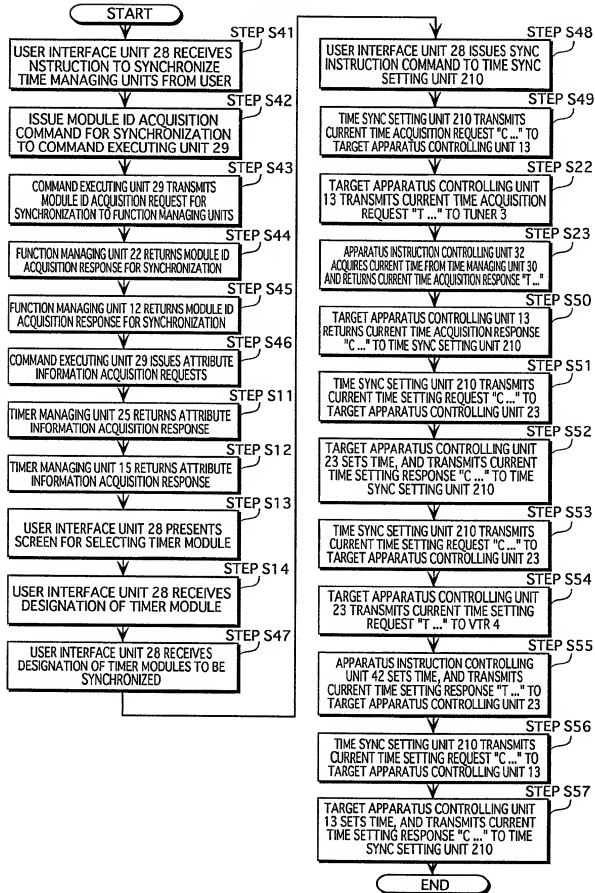 START
STEP S41
USER INTERFACE UNIT 28 RECEIVES
NSTRUCTION TO SYNCHRONIZE
TIME MANAGING UNITS FROM USER
STEP S42
ISSUE MODULE ID ACQUISITION
COMMAND FOR SYNCHRONIZATION
TO COMMAND EXECUTING UNIT 29
STEP S43
COMMAND EXECUTING UNIT 29 TRANSMITS
MODULE ID ACQUISITION REQUEST FOR
SYNCHRONIZATION TO FUNCTION MANAGING UNITS
STEP S44
FUNCTION MANAGING UNIT 22 RETURNS MODULE ID
ACQUISITION RESPONSE FOR SYNCHRONIZATION
STEP S45
FUNCTION MANAGING UNIT 12 RETURNS MODULE ID
ACQUISITION RESPONSE FOR SYNCHRONIZATION
STEP S46
COMMAND EXECUTING UNIT 29 ISSUES ATTRIBUTE
INFORMATION ACQUISITION REQUESTS
STEP S11
TIMER MANAGING UNIT 25 RETURNS ATTRIBUTE
INFORMATION ACQUISITION RESPONSE
STEP S12
TIMER MANAGING UNIT 15 RETURNS ATTRIBUTE
INFORMATION ACQUISITION RESPONSE
STEP S13
USER INTERFACE UNIT 28 PRESENTS
SCREEN FOR SELECTING TIMER MODULE
STEP S14
USER INTERFACE UNIT 28 RECEIVES
DESIGNATION OF TIMER MODULE
STEP S47
USER INTERFACE UNIT 28 RECEIVES
DESIGNATION OF TIMER MODULES TO BE
SYNCHRONIZED
STEP S48
USER INTERFACE UNIT 28 ISSUES SYNC
INSTRUCTION COMMAND TO TIME SYNC
SETTING UNIT 210
STEP S49
TIME SYNC SETTING UNIT 210 TRANSMITS
CURRENT TIME ACQUISITION REQUEST "C ..." TO
TARGET APPARATUS CONTROLLING UNIT 13
STEP S22
TARGET APPARATUS CONTROLLING UNIT
13 TRANSMITS CURRENT TIME ACQUISITION
REQUEST "T ..." TO TUNER 3
STEP S23
APPARATUS INSTRUCTION CONTROLLING UNIT 32
ACQUIRES CURRENT TIME FROM TIME MANAGING UNIT 30
AND RETURNS CURRENT TIME ACQUISITION RESPONSE "T ..."
STEP S50
TARGET APPARATUS CONTROLLING UNIT 13
RETURNS CURRENT TIME ACQUISITION RESPONSE
"C ..." TO TIME SYNC SETTING UNIT 210
STEP S51
TIME SYNC SETTING UNIT 210 TRANSMITS
CURRENT TIME SETTING REQUEST "C ..." TO
TARGET APPARATUS CONTROLLING UNIT 23
STEP S52
TARGET APPARATUS CONTROLLING UNIT
23 SETS TIME, AND TRANSMITS CURRENT
TIME SETTING RESPONSE "C ..." TO TIME
SYNC SETTING UNIT 210
STEP S53
TIME SYNC SETTING UNIT 210 TRANSMITS
CURRENT TIME SETTING REQUEST "C ..." TO
TARGET APPARATUS CONTROLLING UNIT 23
STEP S54
TARGET APPARATUS CONTROLLING UNIT
23 TRANSMITS CURRENT TIME SETTING
REQUEST "T ..." TO VTR 4
STEP S55
APPARATUS INSTRUCTION CONTROLLING
UNIT 42 SETS TIME, AND TRANSMITS
CURRENT TIME SETTING RESPONSE "T ..." TO
TARGET APPARATUS CONTROLLING UNIT 23
STEP S56
TIME SYNC SETTING UNIT 210 TRANSMITS
CURRENT TIME SETTING REQUEST "C ..." TO
TARGET APPARATUS CONTROLLING UNIT 13
STEP S57
TARGET APPARATUS CONTROLLING UNIT
13 SETS TIME, AND TRANSMITS CURRENT
TIME SETTING RESPONSE "C ..." TO TIME
SYNC SETTING UNIT 210
END